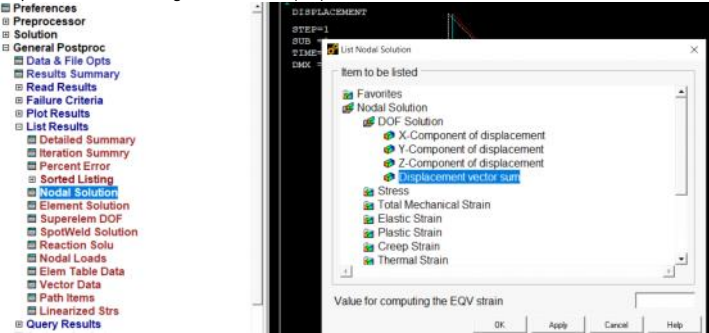 Preferences
Preprocessor
Solution
General Postproc
Data & File Opts
Results Summary
Read Results
Failure Criteria
Plot Results
List Results
Detailed Summary
Iteration Summry
Percent Error
Sorted Listing
Nodal Solution
Element Solution
Superelem DOF
SpotWeld Solution
Reaction Solu
Nodal Loads
Elem Table Data
Vector Data
Path Items
Linearized Strs
Query Results
DISPLACEMENT
STEP=1
SUB =
TIME=
DMX =
List Nodal Solution
Item to be listed
Favorites
Nodal Solution
DOF Solution
X-Component of displacement
Y-Component of displacement
Z-Component of displacement
Displacement vector sum
Stress
Total Mechanical Strain
Elastic Strain
Plastic Strain
Creep Strain
Thermal Strain
Value for computing the EQV strain
OK
Apply
Cancel
Help